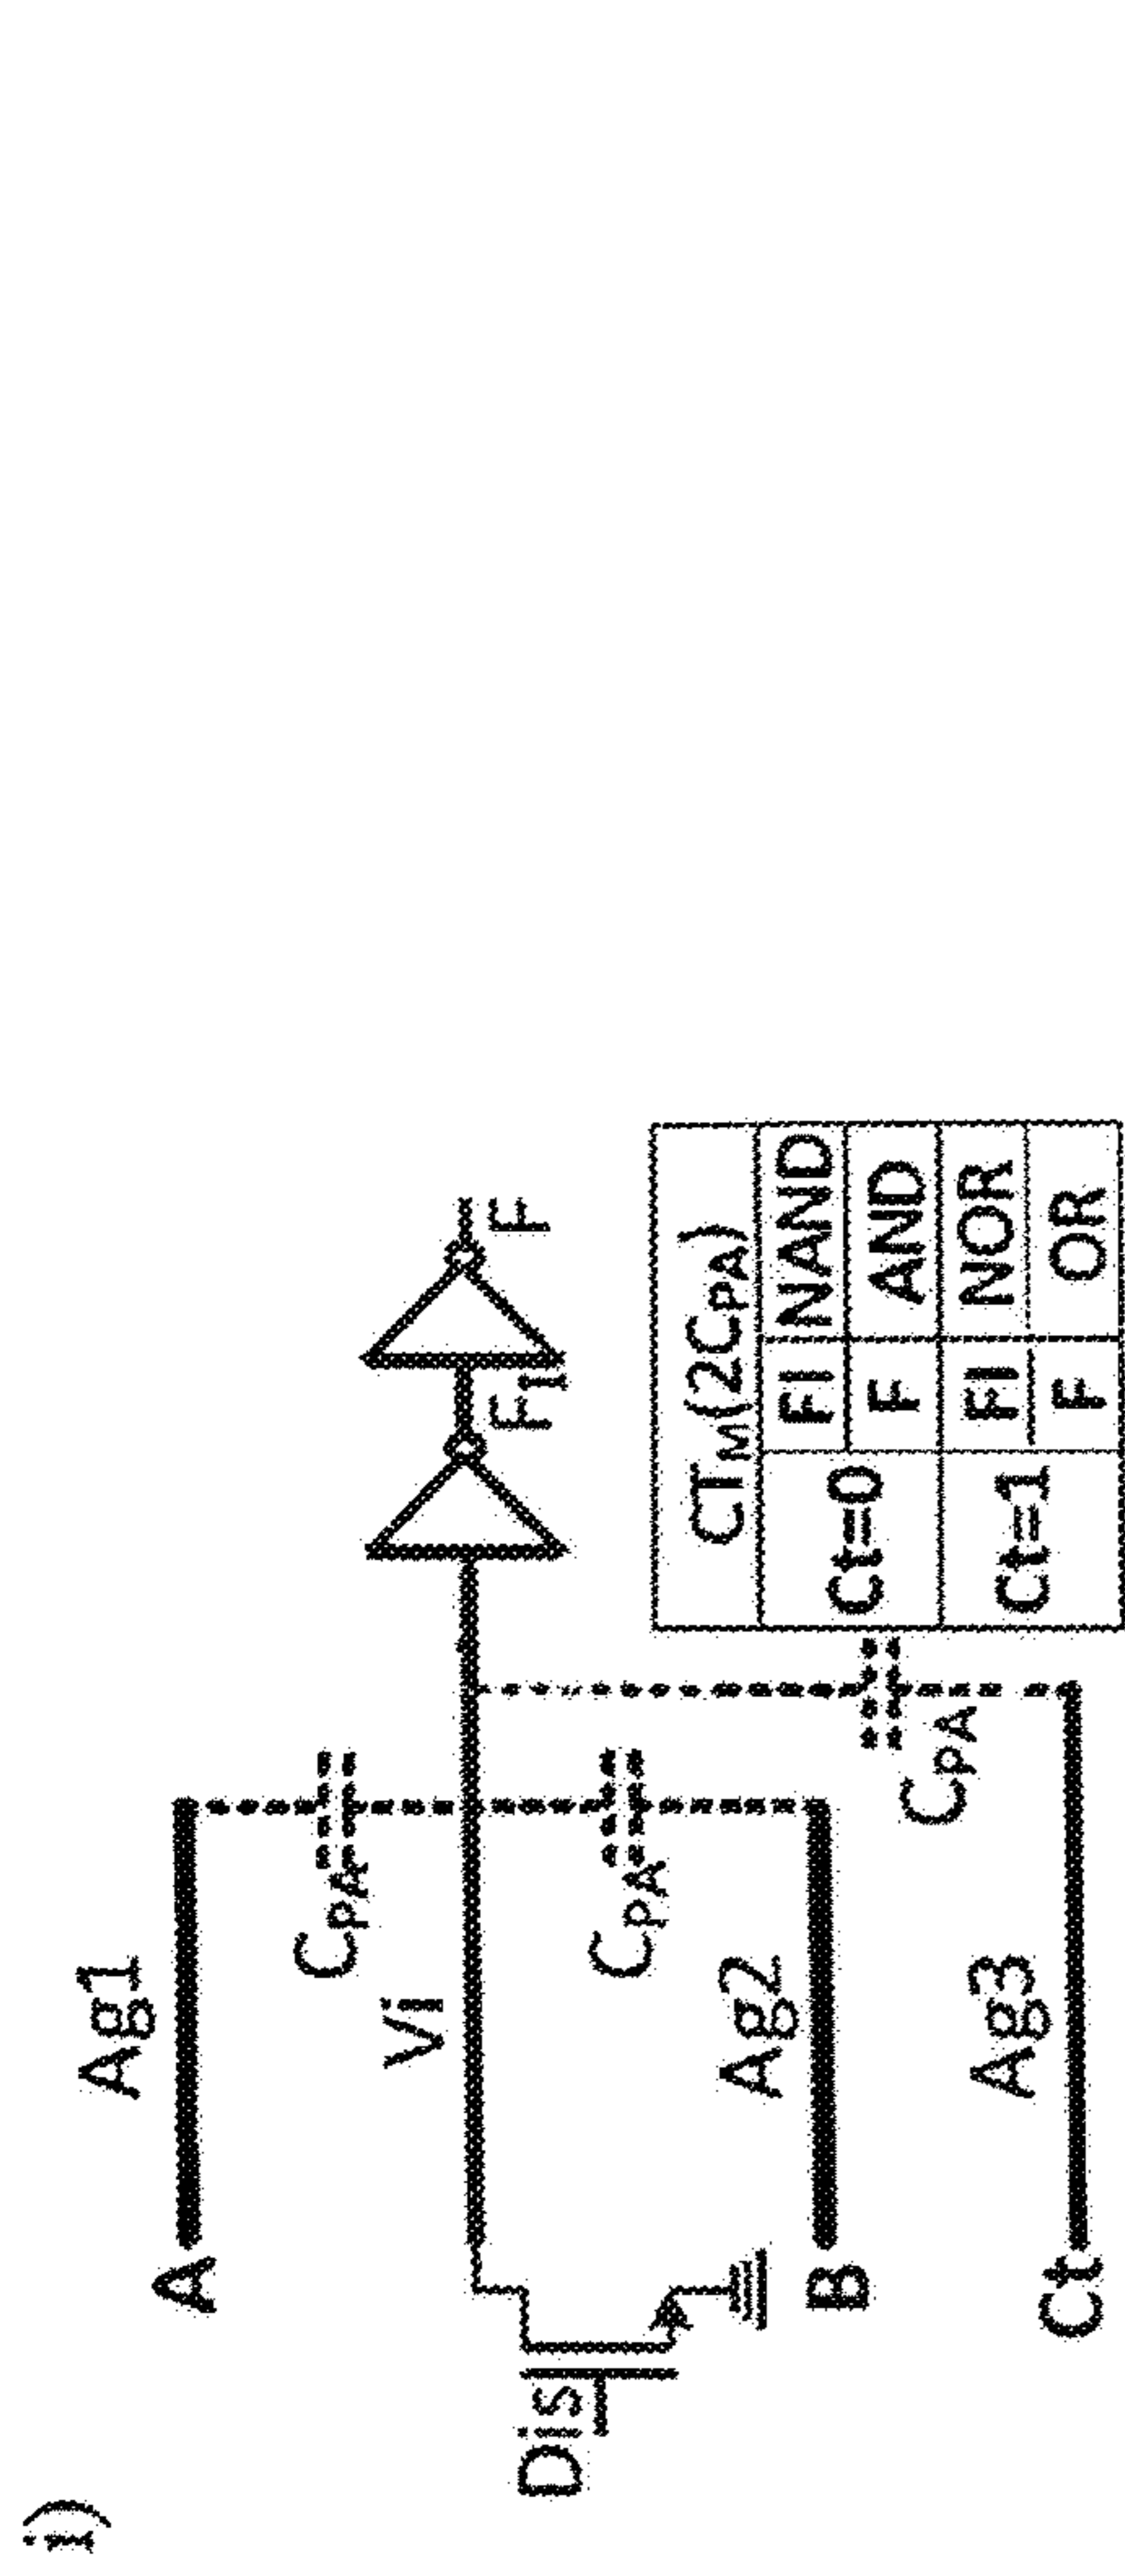 i)
A
Ag1
CPA
Vi
F1
F
Dis
CPA
B
Ag2
CPA
Ct
Ag3
CTM(2CPA)
Ct=0
FI
NAND
F
AND
Ct=1
FI
NOR
F
OR